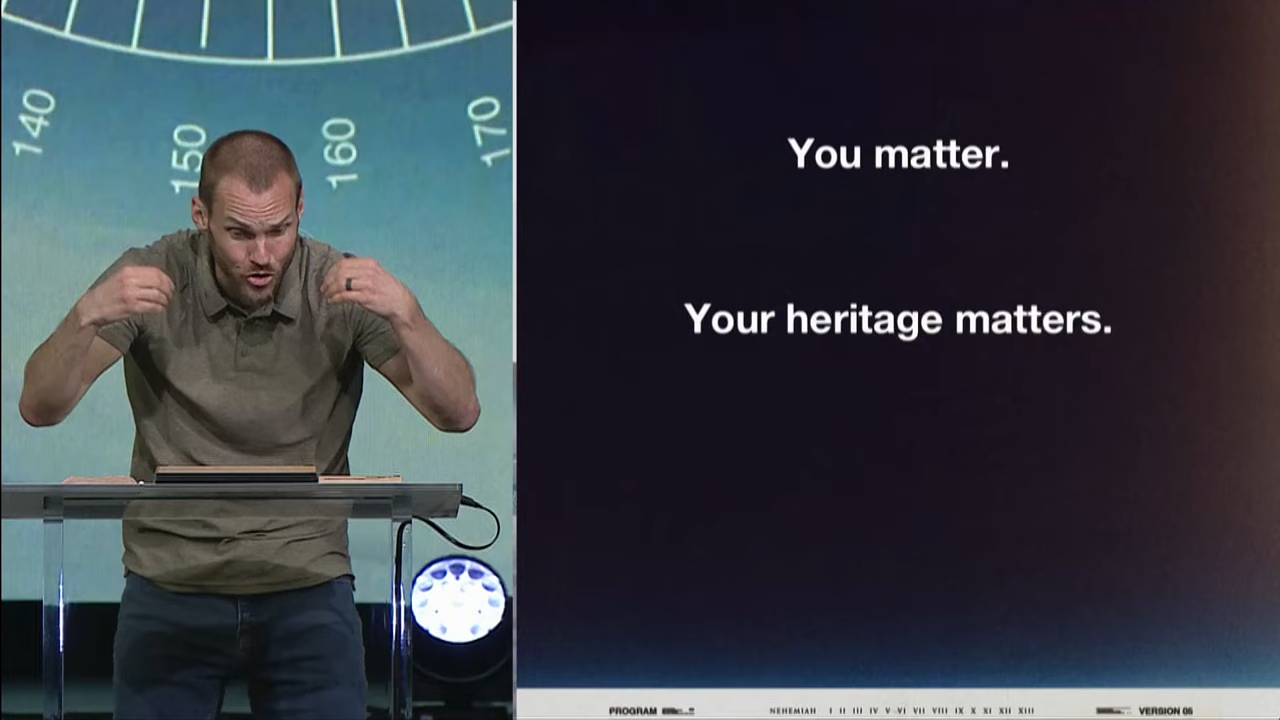 140
150
160
170
You matter.
Your heritage matters.
PROGRAM
NEHEMIAH I II III IV V VI VII VIII IX X XI XII XIII
VERSION 05